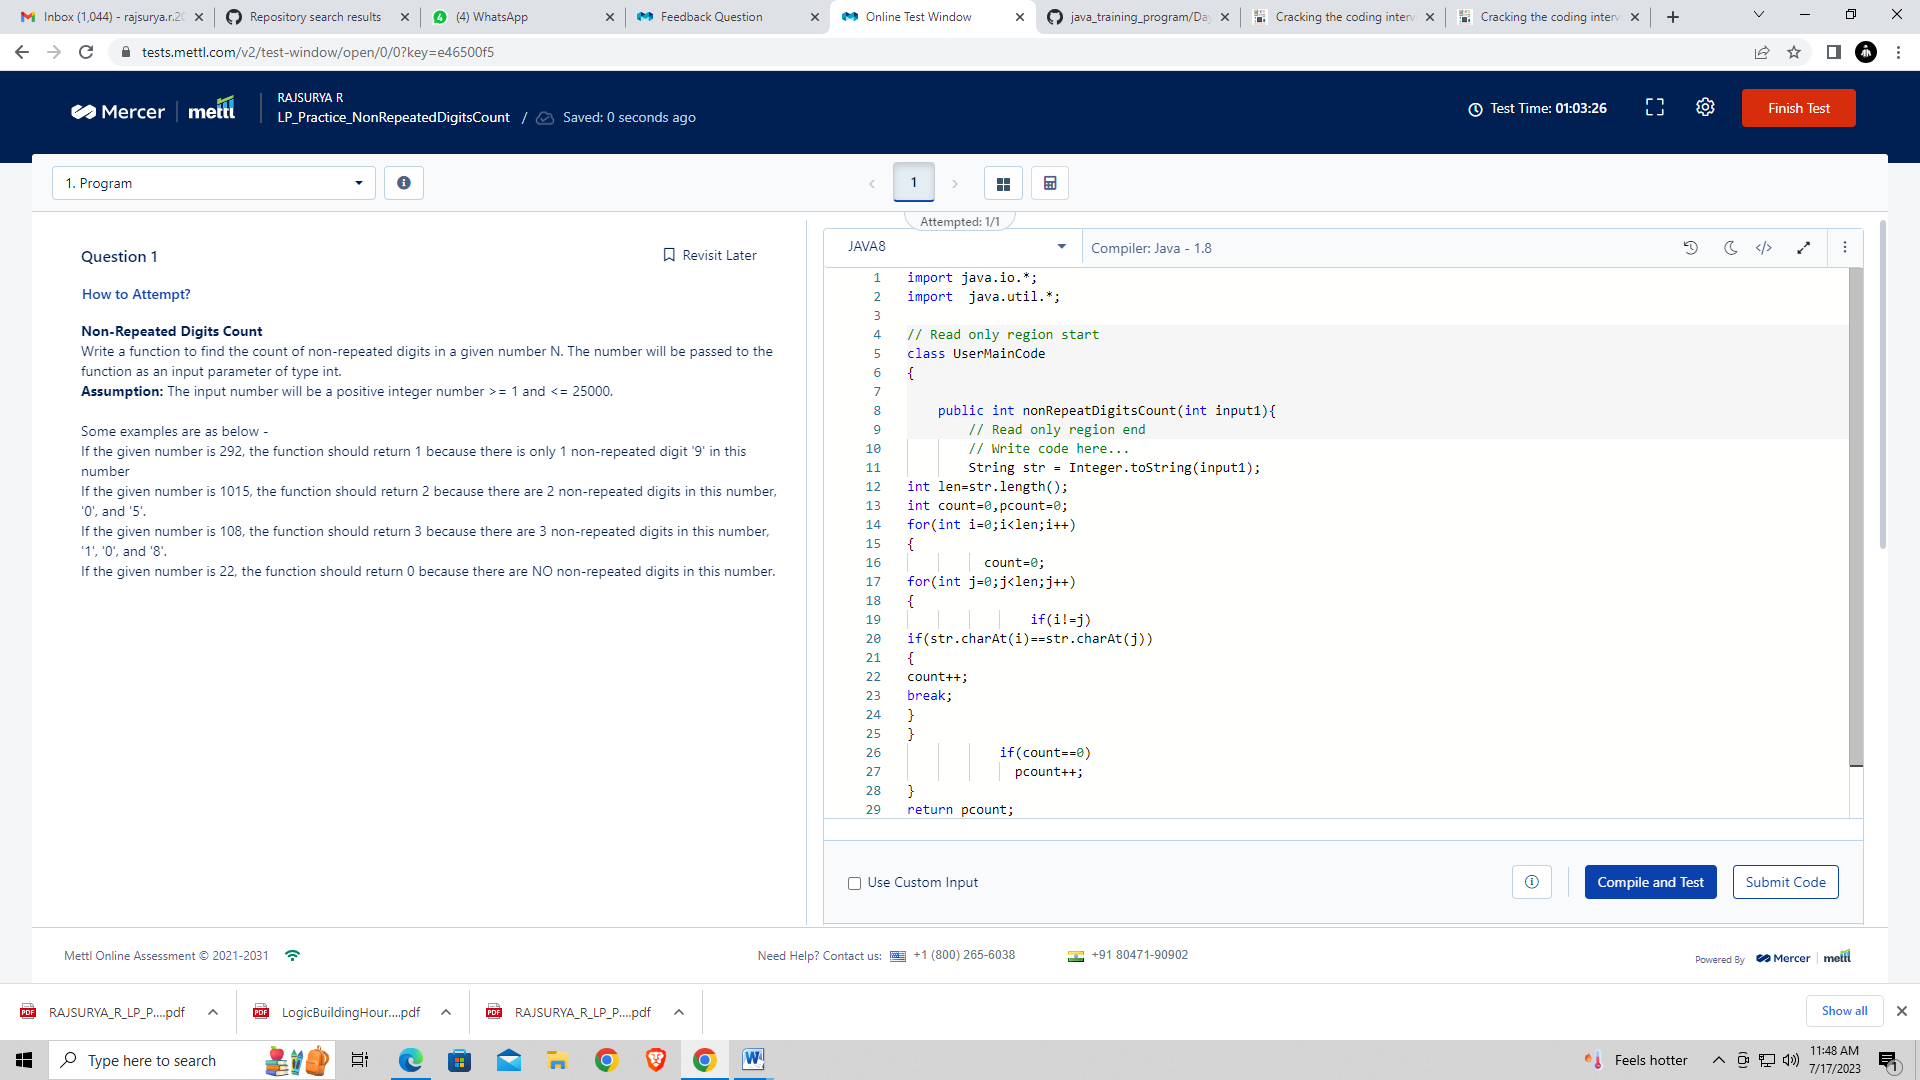 Inbox (1,044) - rajsurya.r.20
Repository search results
(4) WhatsApp
Feedback Question
Online Test Window
java_training_program/Day
Cracking the coding interv
Cracking the coding interv
tests.mettl.com/v2/test-window/open/0/0?key=e46500f5
Mercer
mettl
RAJSURYA R
LP_Practice_NonRepeatedDigitsCount / Saved: 0 seconds ago
Test Time: 01:03:26
Finish Test
1. Program
1
Attempted: 1/1
Question 1
Revisit Later
How to Attempt?
Non-Repeated Digits Count
Write a function to find the count of non-repeated digits in a given number N. The number will be passed to the
function as an input parameter of type int.
Assumption: The input number will be a positive integer number >= 1 and <= 25000.
Some examples are as below -
If the given number is 292, the function should return 1 because there is only 1 non-repeated digit '9' in this
number
If the given number is 1015, the function should return 2 because there are 2 non-repeated digits in this number,
'0', and '5'.
If the given number is 108, the function should return 3 because there are 3 non-repeated digits in this number,
'1', '0', and '8'.
If the given number is 22, the function should return 0 because there are NO non-repeated digits in this number.
JAVA8
Compiler: Java - 1.8
1 import java.io.*;
2 import  java.util.*;
3
4 // Read only region start
5 class UserMainCode
6 {
7
8     public int nonRepeatDigitsCount(int input1){
9         // Read only region end
10         // Write code here...
11         String str = Integer.toString(input1);
12 int len=str.length();
13 int count=0,pcount=0;
14 for(int i=0;i<len;i++)
15 {
16           count=0;
17 for(int j=0;j<len;j++)
18 {
19                 if(i!=j)
20 if(str.charAt(i)==str.charAt(j))
21 {
22 count++;
23 break;
24 }
25 }
26             if(count==0)
27               pcount++;
28 }
29 return pcount;
Use Custom Input
Compile and Test
Submit Code
Mettl Online Assessment © 2021-2031
Need Help? Contact us:
+1 (800) 265-6038
+91 80471-90902
Powered By
Mercer
mettl
RAJSURYA_R_LP_P....pdf
LogicBuildingHour....pdf
RAJSURYA_R_LP_P....pdf
Show all
Type here to search
Feels hotter
11:48 AM
7/17/2023
1